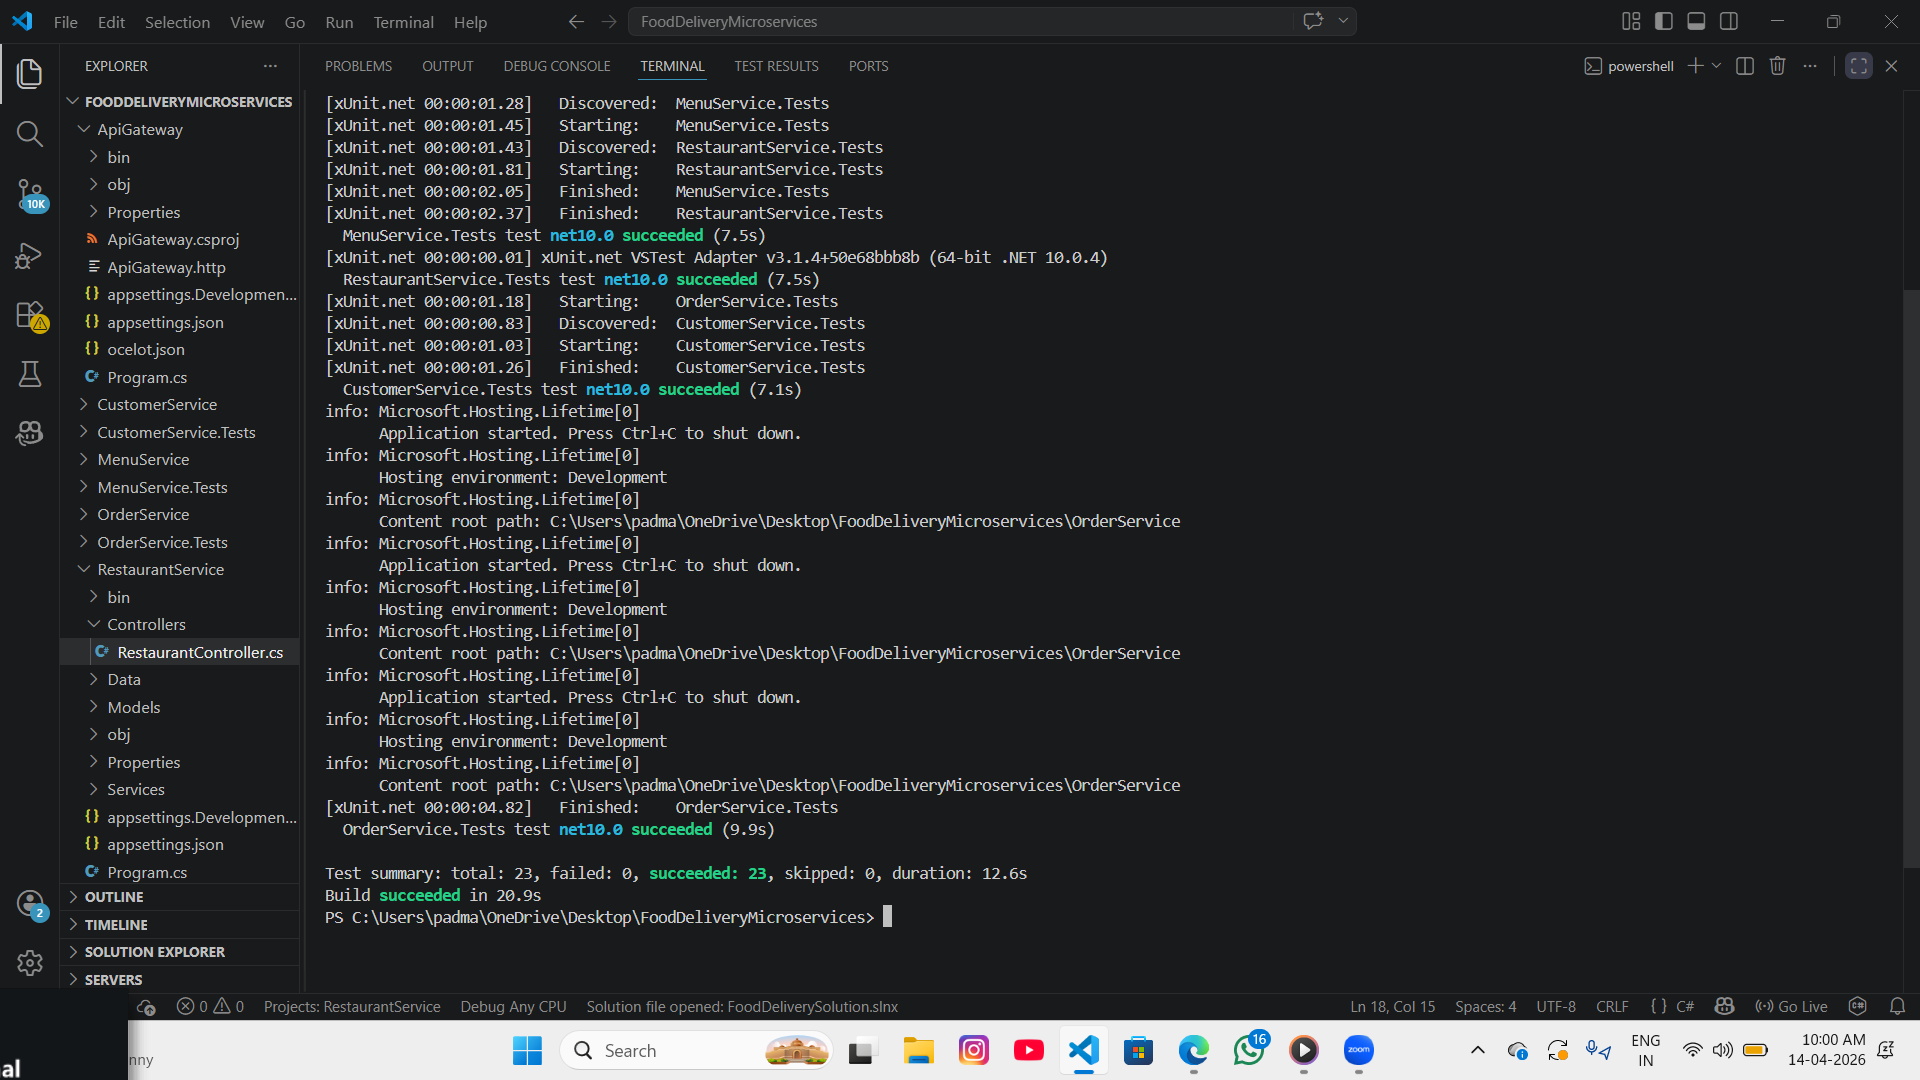 File Edit Selection View Go Run Terminal Help
FoodDeliveryMicroservices
EXPLORER
PROBLEMS OUTPUT DEBUG CONSOLE TERMINAL TEST RESULTS PORTS
powershell
FOODDELIVERYMICROSERVICES
ApiGateway
bin
obj
Properties
ApiGateway.csproj
ApiGateway.http
appsettings.Developmen...
appsettings.json
ocelot.json
Program.cs
CustomerService
CustomerService.Tests
MenuService
MenuService.Tests
OrderService
OrderService.Tests
RestaurantService
bin
Controllers
RestaurantController.cs
Data
Models
obj
Properties
Services
appsettings.Developmen...
appsettings.json
Program.cs
OUTLINE
TIMELINE
SOLUTION EXPLORER
SERVERS
10K
2
[xUnit.net 00:00:01.28] Discovered: MenuService.Tests
[xUnit.net 00:00:01.45] Starting: MenuService.Tests
[xUnit.net 00:00:01.43] Discovered: RestaurantService.Tests
[xUnit.net 00:00:01.81] Starting: RestaurantService.Tests
[xUnit.net 00:00:02.05] Finished: MenuService.Tests
[xUnit.net 00:00:02.37] Finished: RestaurantService.Tests
MenuService.Tests test net10.0 succeeded (7.5s)
[xUnit.net 00:00:00.01] xUnit.net VSTest Adapter v3.1.4+50e68bbb8b (64-bit .NET 10.0.4)
RestaurantService.Tests test net10.0 succeeded (7.5s)
[xUnit.net 00:00:01.18] Starting: OrderService.Tests
[xUnit.net 00:00:00.83] Discovered: CustomerService.Tests
[xUnit.net 00:00:01.03] Starting: CustomerService.Tests
[xUnit.net 00:00:01.26] Finished: CustomerService.Tests
CustomerService.Tests test net10.0 succeeded (7.1s)
info: Microsoft.Hosting.Lifetime[0]
Application started. Press Ctrl+C to shut down.
info: Microsoft.Hosting.Lifetime[0]
Hosting environment: Development
info: Microsoft.Hosting.Lifetime[0]
Content root path: C:\Users\padma\OneDrive\Desktop\FoodDeliveryMicroservices\OrderService
info: Microsoft.Hosting.Lifetime[0]
Application started. Press Ctrl+C to shut down.
info: Microsoft.Hosting.Lifetime[0]
Hosting environment: Development
info: Microsoft.Hosting.Lifetime[0]
Content root path: C:\Users\padma\OneDrive\Desktop\FoodDeliveryMicroservices\OrderService
info: Microsoft.Hosting.Lifetime[0]
Application started. Press Ctrl+C to shut down.
info: Microsoft.Hosting.Lifetime[0]
Hosting environment: Development
info: Microsoft.Hosting.Lifetime[0]
Content root path: C:\Users\padma\OneDrive\Desktop\FoodDeliveryMicroservices\OrderService
[xUnit.net 00:00:04.82] Finished: OrderService.Tests
OrderService.Tests test net10.0 succeeded (9.9s)
Test summary: total: 23, failed: 0, succeeded: 23, skipped: 0, duration: 12.6s
Build succeeded in 20.9s
PS C:\Users\padma\OneDrive\Desktop\FoodDeliveryMicroservices>
0 0 Projects: RestaurantService Debug Any CPU Solution file opened: FoodDeliverySolution.slnx
Ln 18, Col 15 Spaces: 4 UTF-8 CRLF {} C# Go Live
al
nny
Search
16
zoom
ENG
IN
10:00 AM
14-04-2026